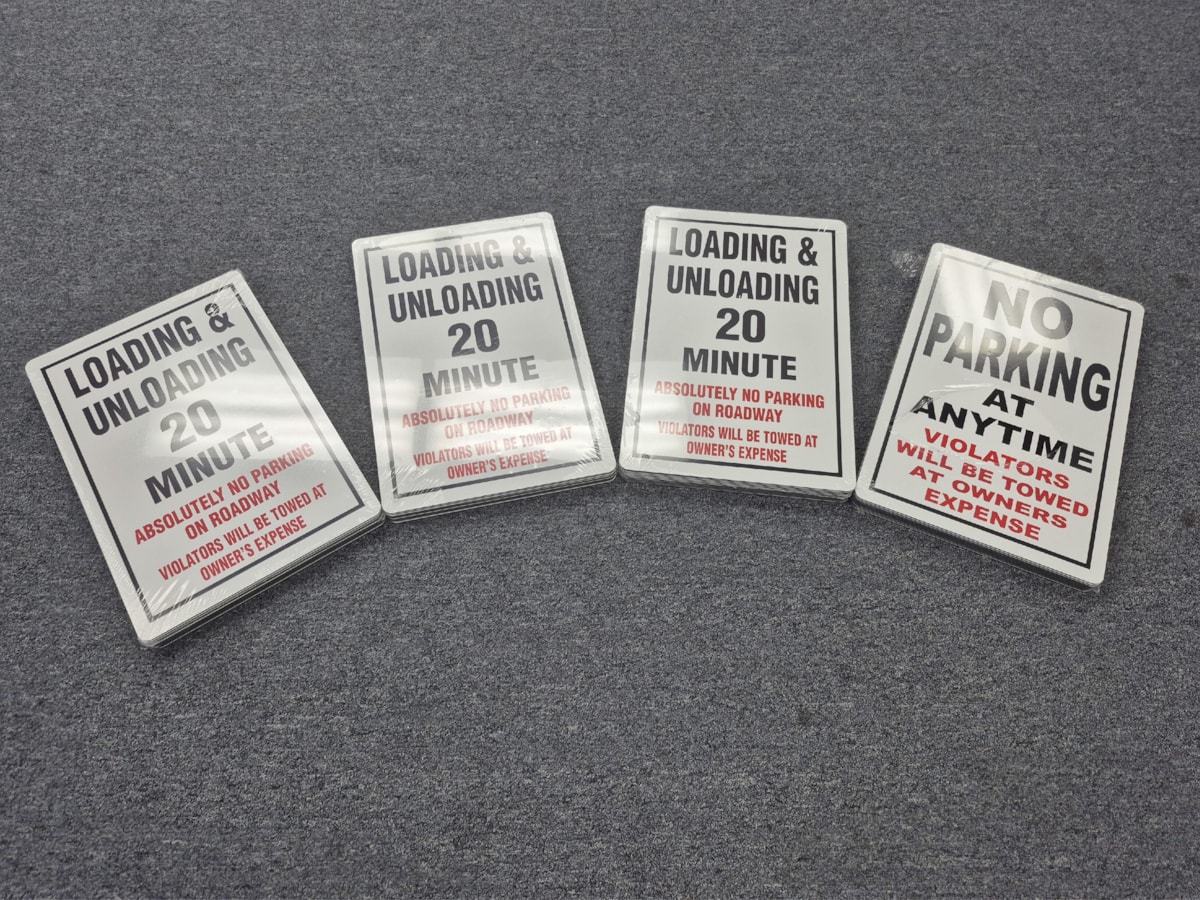 LOADING &
UNLOADING
20
MINUTE
ABSOLUTELY NO PARKING
ON ROADWAY
VIOLATORS WILL BE TOWED AT
OWNER'S EXPENSE
LOADING &
UNLOADING
20
MINUTE
ABSOLUTELY NO PARKING
ON ROADWAY
VIOLATORS WILL BE TOWED AT
OWNER'S EXPENSE
LOADING &
UNLOADING
20
MINUTE
ABSOLUTELY NO PARKING
ON ROADWAY
VIOLATORS WILL BE TOWED AT
OWNER'S EXPENSE
NO
PARKING
AT
ANYTIME
VIOLATORS
WILL BE TOWED
AT OWNERS
EXPENSE